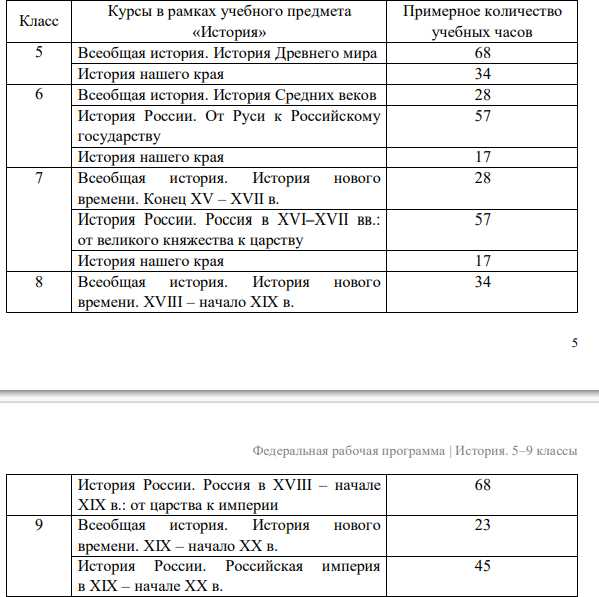 Класс
Курсы в рамках учебного предмета
«История»
Примерное количество
учебных часов
5
Всеобщая история. История Древнего мира
68
История нашего края
34
6
Всеобщая история. История Средних веков
28
История России. От Руси к Российскому
государству
57
История нашего края
17
7
Всеобщая история. История нового
времени. Конец XV – XVII в.
28
История России. Россия в XVI–XVII вв.:
от великого княжества к царству
57
История нашего края
17
8
Всеобщая история. История нового
времени. XVIII – начало XIX в.
34
5
Федеральная рабочая программа | История. 5–9 классы
История России. Россия в XVIII – начале
XIX в.: от царства к империи
68
9
Всеобщая история. История нового
времени. XIX – начало XX в.
23
История России. Российская империя
в XIX – начале XX в.
45